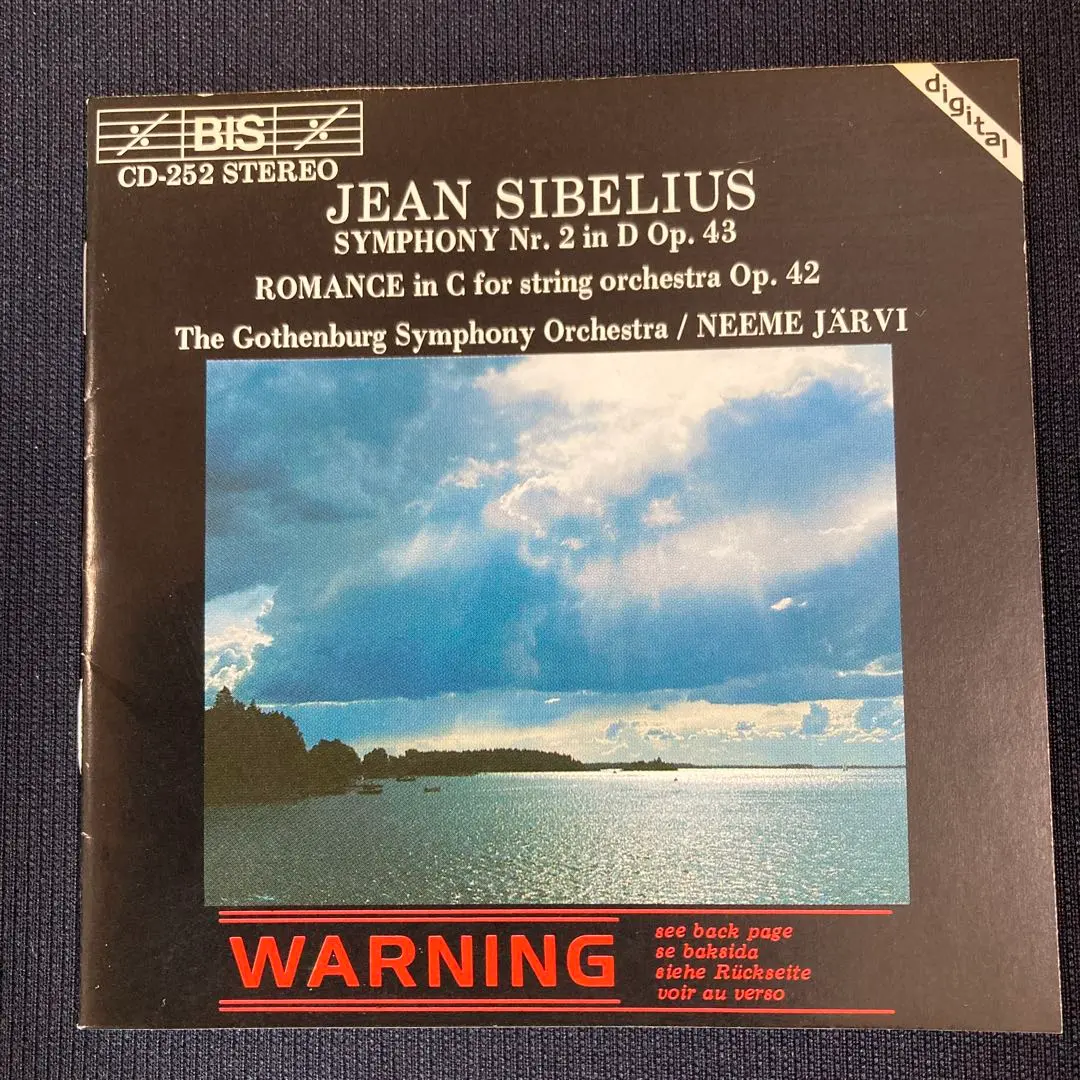 BIS
digital
CD-252 STEREO
JEAN SIBELIUS
SYMPHONY Nr. 2 in D Op. 43
ROMANCE in C for string orchestra Op. 42
The Gothenburg Symphony Orchestra / NEEME JÄRVI
WARNING
see back page
se baksida
siehe Rückseite
voir au verso